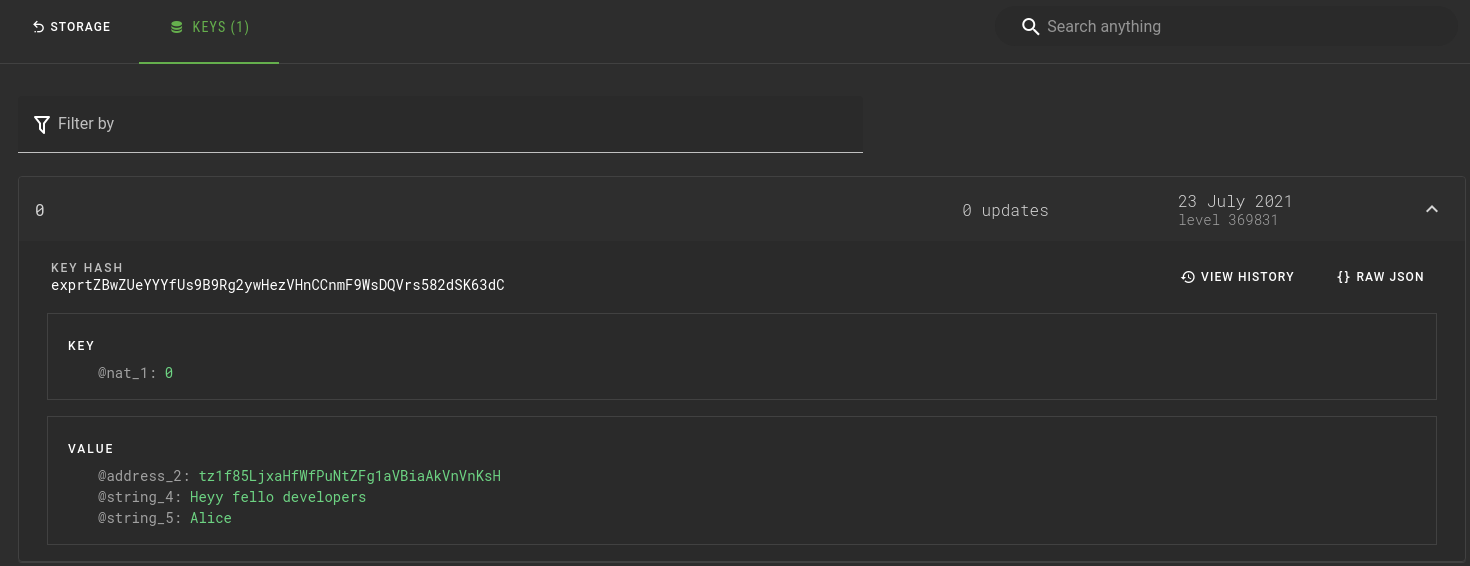 STORAGE
KEYS (1)
Search anything
Filter by
0
0 updates
23 July 2021
level 369831
KEY HASH
exprtZBwZUeYYYfUs9B9Rg2ywHezVHnCCnmF9WsDQVrs582dSK63dC
VIEW HISTORY
{} RAW JSON
KEY
@nat_1: 0
VALUE
@address_2: tz1f85LjxaHfWfPuNtZFg1aVBiaAkVnVnKsH
@string_4: Heyy fello developers
@string_5: Alice